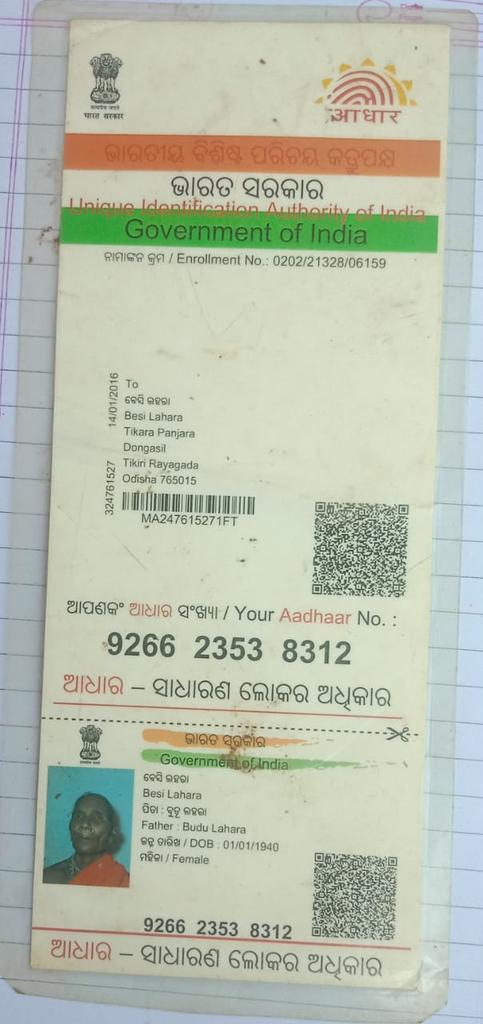 भारत सरकार
आधार
ଭାରତୀୟ ବିଶିଷ୍ଟ ପରିଚୟ କତୃପକ୍ଷ
ଭାରତ ସରକାର
Unique Identification Authority of India
Government of India
ନାମାଙ୍କନ କ୍ରମ / Enrollment No.: 0202/21328/06159
324761527 14/01/2016
To
ବେସି ଲହରା
Besi Lahara
Tikara Panjara
Dongasil
Tikiri Rayagada
Odisha 765015
MA247615271FT
ଆପଣଙ୍କ ଆଧାର ସଂଖ୍ୟା / Your Aadhaar No. :
9266 2353 8312
ଆଧାର – ସାଧାରଣ ଲୋକର ଅଧିକାର
ଭାରତ ସରକାର
Government of India
ବେସି ଲହରା
Besi Lahara
ପିତା : ବୁଦୁ ଲହରା
Father : Budu Lahara
ଜନ୍ମ ତାରିଖ / DOB : 01/01/1940
ମହିଳା / Female
9266 2353 8312
ଆଧାର – ସାଧାରଣ ଲୋକର ଅଧିକାର